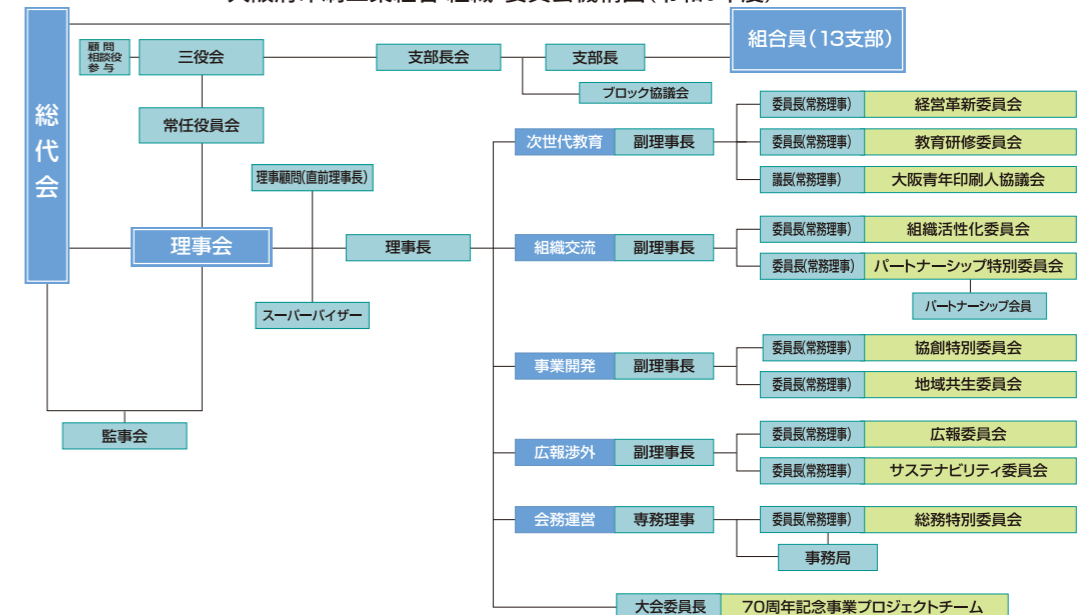 組合員（13支部）
顧 問
相談役
参 与
三役会
支部長会
支部長
ブロック協議会
総代会
常任役員会
理事顧問(直前理事長)
理事会
理事長
スーパーバイザー
監事会
次世代教育 副理事長
委員長(常務理事) 経営革新委員会
委員長(常務理事) 教育研修委員会
議長(常務理事) 大阪青年印刷人協議会
組織交流 副理事長
委員長(常務理事) 組織活性化委員会
委員長(常務理事) パートナーシップ特別委員会
パートナーシップ会員
事業開発 副理事長
委員長(常務理事) 協創特別委員会
委員長(常務理事) 地域共生委員会
広報渉外 副理事長
委員長(常務理事) 広報委員会
委員長(常務理事) サステナビリティ委員会
会務運営 専務理事
委員長(常務理事) 総務特別委員会
事務局
大会委員長 70周年記念事業プロジェクトチーム